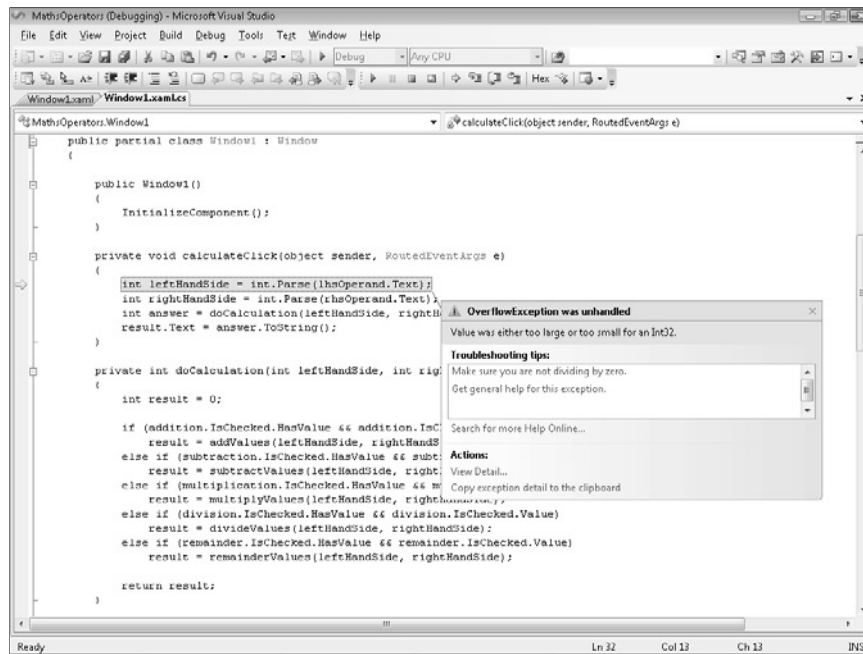 MathsOperators (Debugging) - Microsoft Visual Studio
File Edit View Project Build Debug Tools Test Window Help
Debug Any CPU
Hex
Window1.xaml Window1.xaml.cs
MathsOperators.Window1 calculateClick(object sender, RoutedEventArgs e)
public partial class Window1 : Window
{
public Window1()
{
InitializeComponent();
}
private void calculateClick(object sender, RoutedEventArgs e)
{
int leftHandSide = int.Parse(lhsOperand.Text);
int rightHandSide = int.Parse(rhsOperand.Text);
int answer = doCalculation(leftHandSide, rightH
result.Text = answer.ToString();
}
OverflowException was unhandled
Value was either too large or too small for an Int32.
Troubleshooting tips:
Make sure you are not dividing by zero.
Get general help for this exception.
Search for more Help Online...
Actions:
View Detail...
Copy exception detail to the clipboard
private int doCalculation(int leftHandSide, int rig
{
int result = 0;
if (addition.IsChecked.HasValue && addition.IsC
result = addValues(leftHandSide, rightHandS
else if (subtraction.IsChecked.HasValue && subt
result = subtractValues(leftHandSide, right
else if (multiplication.IsChecked.HasValue && m
result = multiplyValues(leftHandSide, rightHandSide);
else if (division.IsChecked.HasValue && division.IsChecked.Value)
result = divideValues(leftHandSide, rightHandSide);
else if (remainder.IsChecked.HasValue && remainder.IsChecked.Value)
result = remainderValues(leftHandSide, rightHandSide);
return result;
}
Ready Ln 32 Col 13 Ch 13 INS